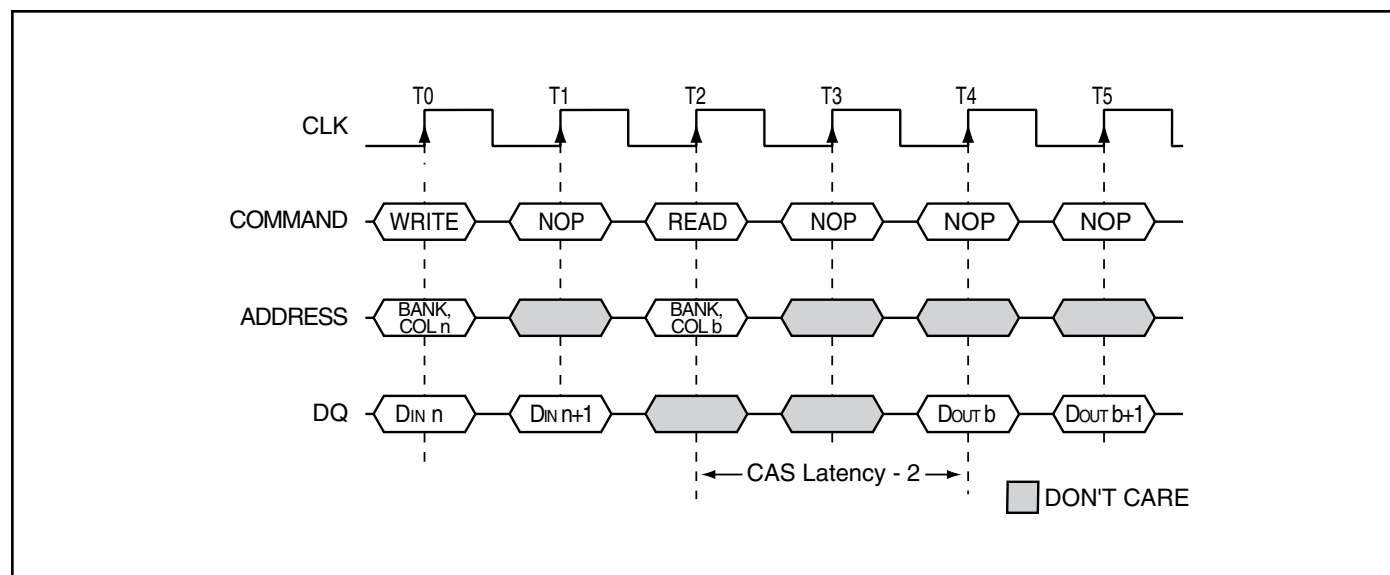 T0 T1 T2 T3 T4 T5
CLK
COMMAND WRITE NOP READ NOP NOP NOP
ADDRESS BANK, COL n BANK, COL b
DQ DIN n DIN n+1 DOUT b DOUT b+1
CAS Latency - 2
DON'T CARE